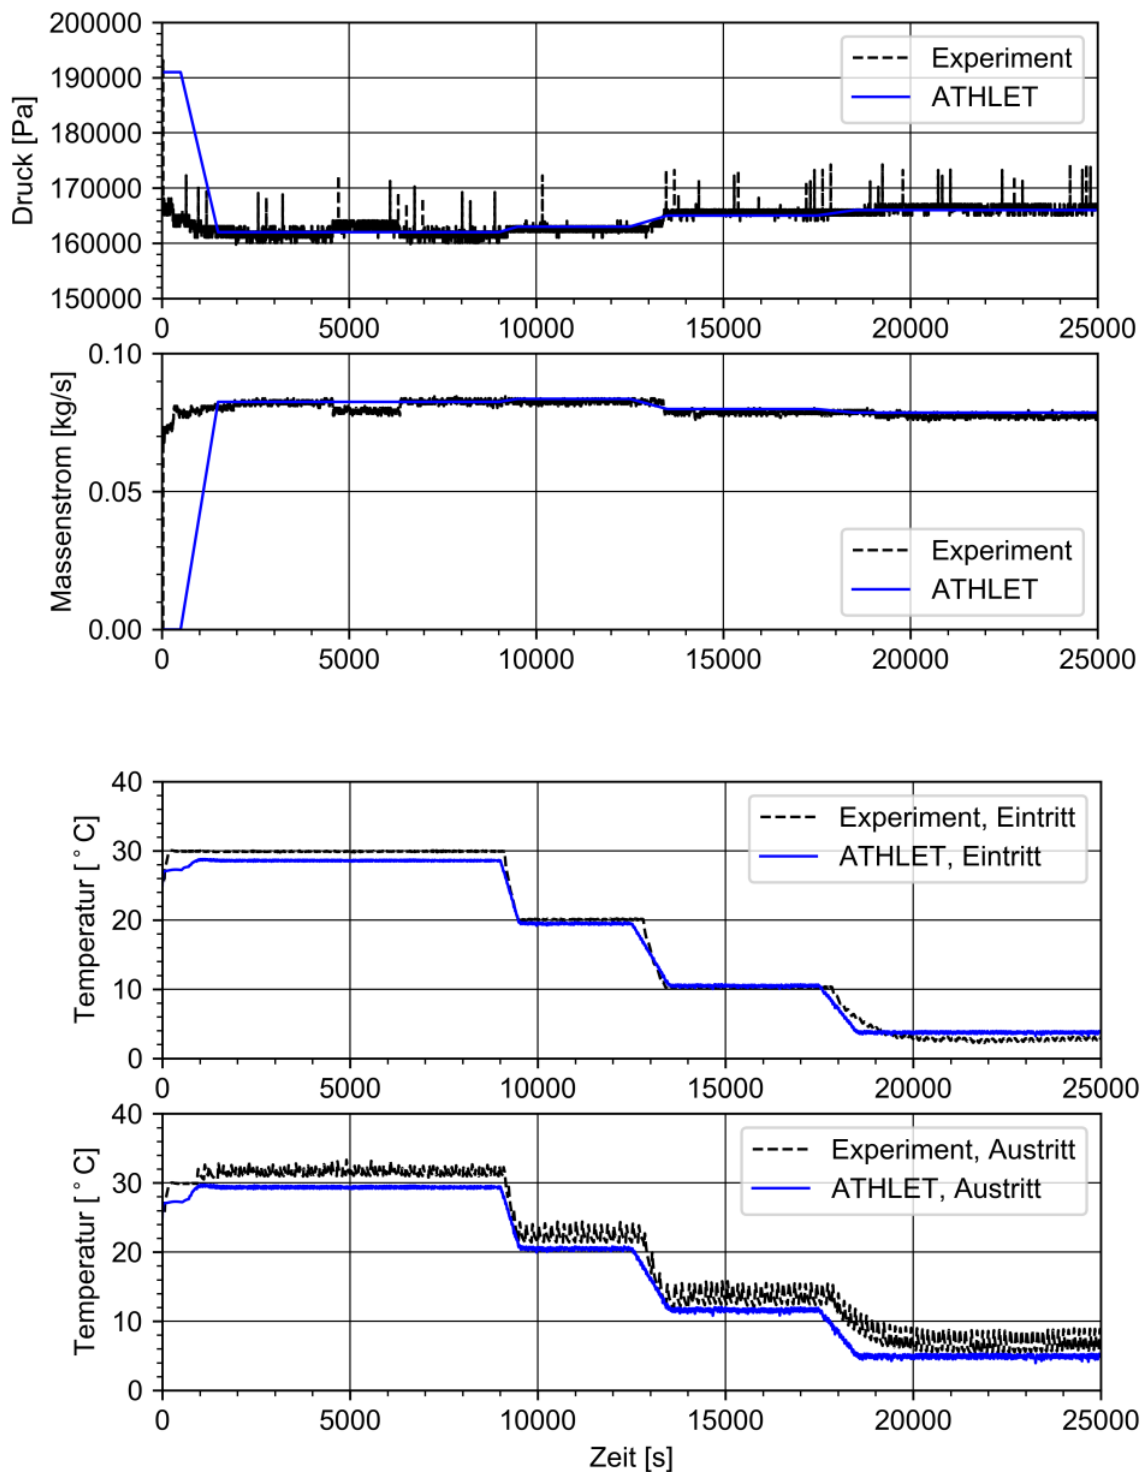 200000
190000
180000
170000
160000
150000
Druck [Pa]
Experiment
ATHLET
0 5000 10000 15000 20000 25000
0.10
0.05
0.00
Massenstrom [kg/s]
Experiment
ATHLET
0 5000 10000 15000 20000 25000
40
30
20
10
0
Temperatur [°C]
Experiment, Eintritt
ATHLET, Eintritt
0 5000 10000 15000 20000 25000
40
30
20
10
0
Temperatur [°C]
Experiment, Austritt
ATHLET, Austritt
0 5000 10000 15000 20000 25000
Zeit [s]